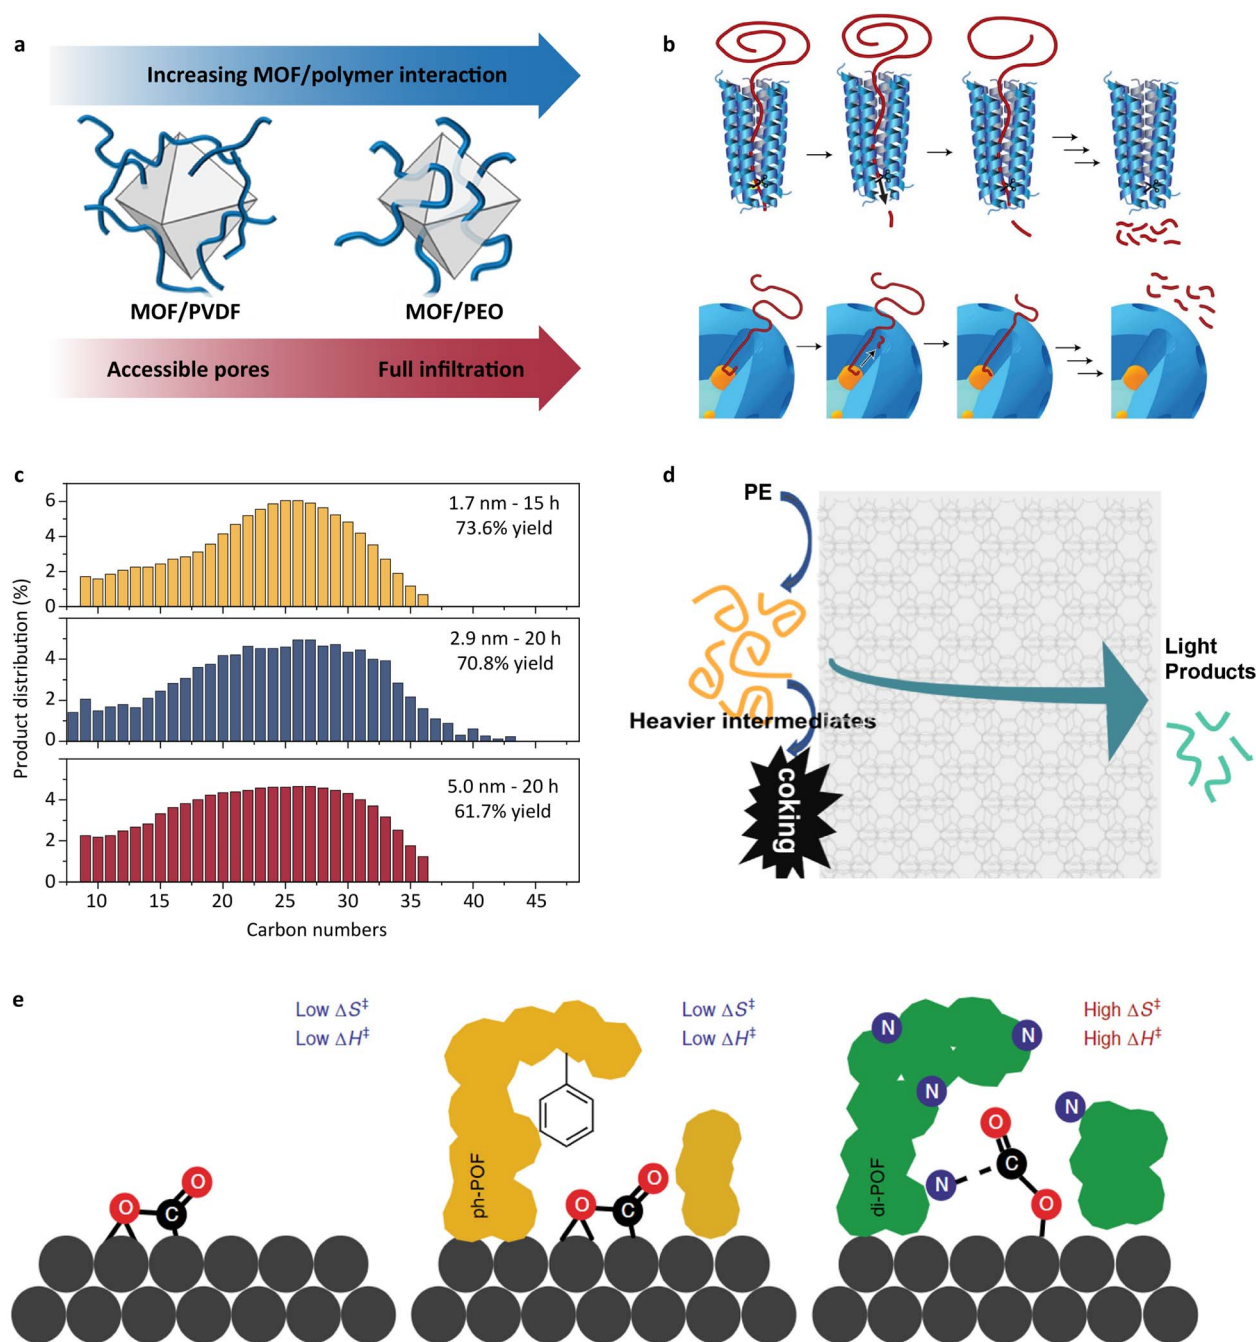 a
Increasing MOF/polymer interaction
MOF/PVDF
MOF/PEO
Accessible pores
Full infiltration
b
c
Product distribution (%)
6
4
2
0
1.7 nm - 15 h
73.6% yield
4
2
0
2.9 nm - 20 h
70.8% yield
4
2
0
5.0 nm - 20 h
61.7% yield
10 15 20 25 30 35 40 45
Carbon numbers
d
PE
Heavier intermediates
coking
Light
Products
e
Low ΔS‡
Low ΔH‡
O
C
O
Low ΔS‡
Low ΔH‡
ph-POF
O
C
O
High ΔS‡
High ΔH‡
N
N
N
N
N
di-POF
O
C
O